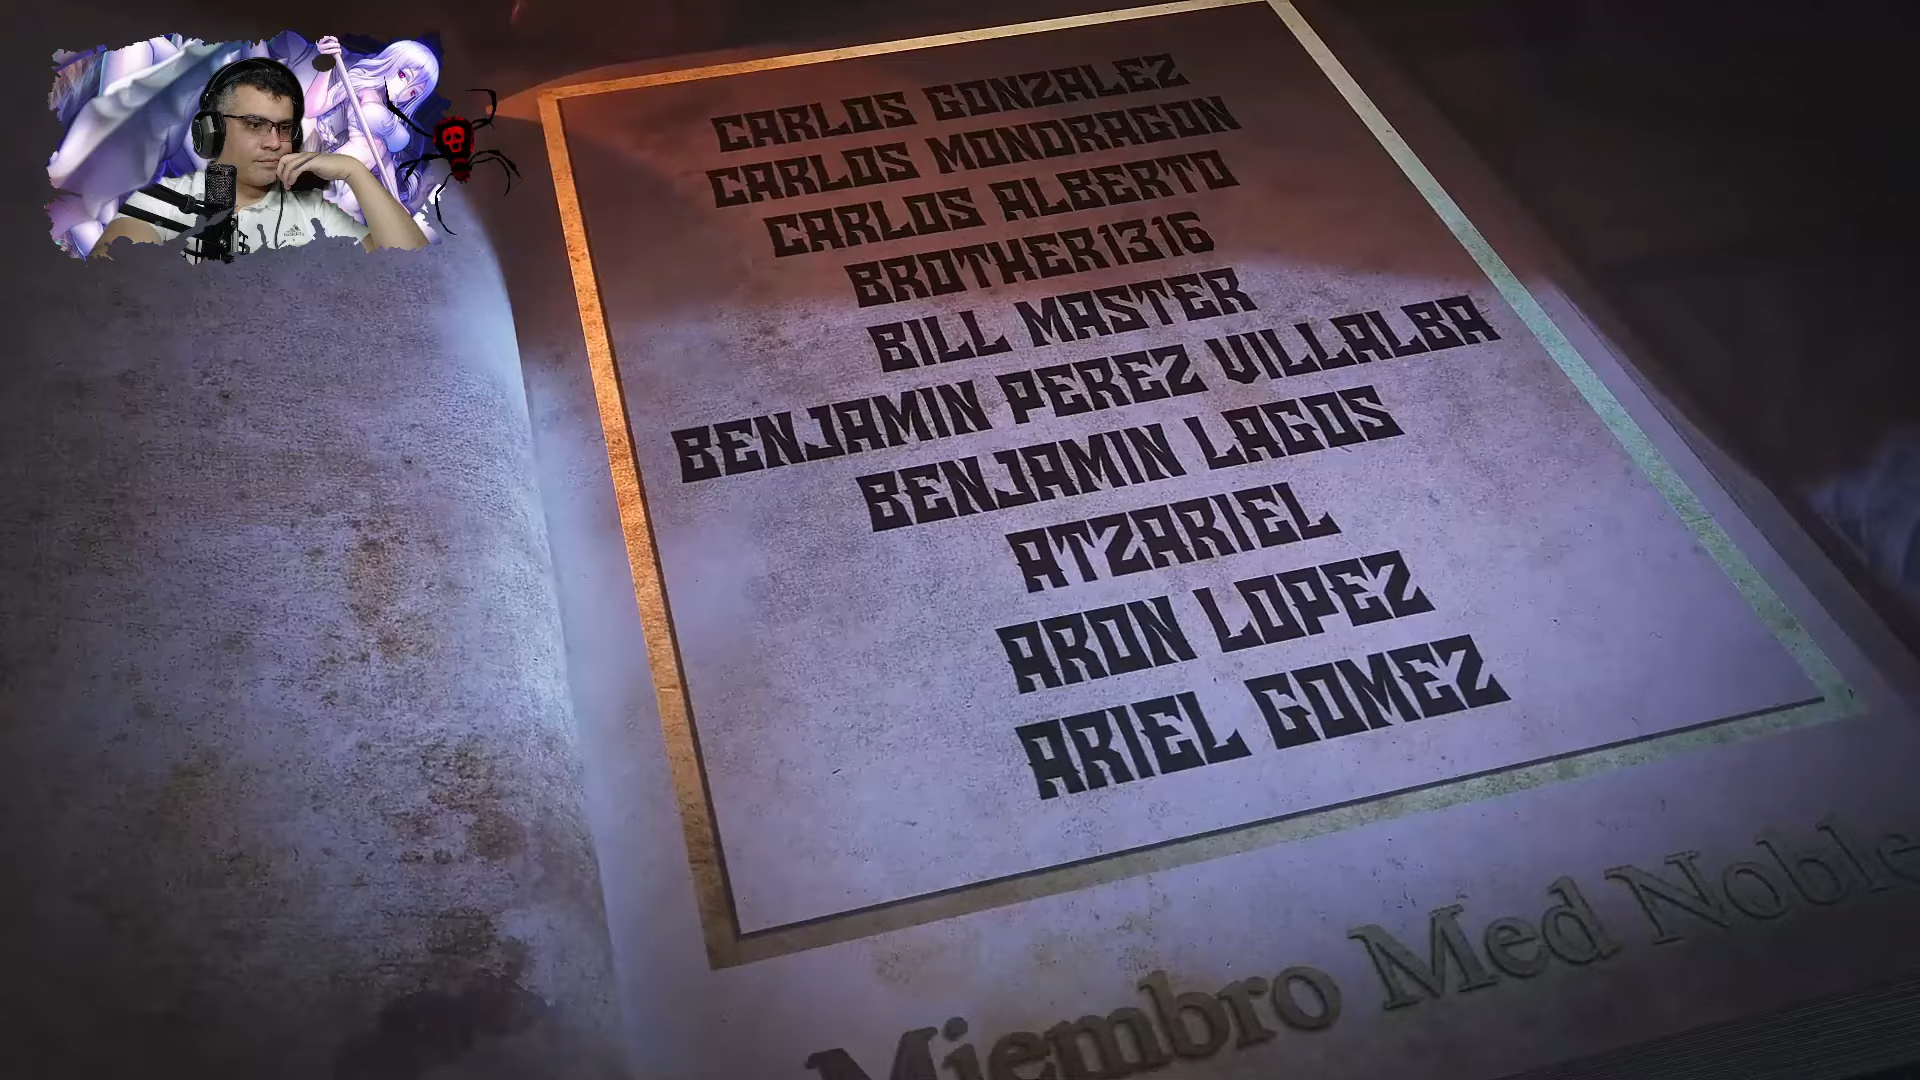 CARLOS GONZALEZ
CARLOS MONDRAGON
CARLOS ALBERTO
BROTHER1316
BILL MASTER
BENJAMIN PEREZ VILLALBA
BENJAMIN LAGOS
ATZARIEL
ARON LOPEZ
ARIEL GOMEZ
Miembro Med Noble